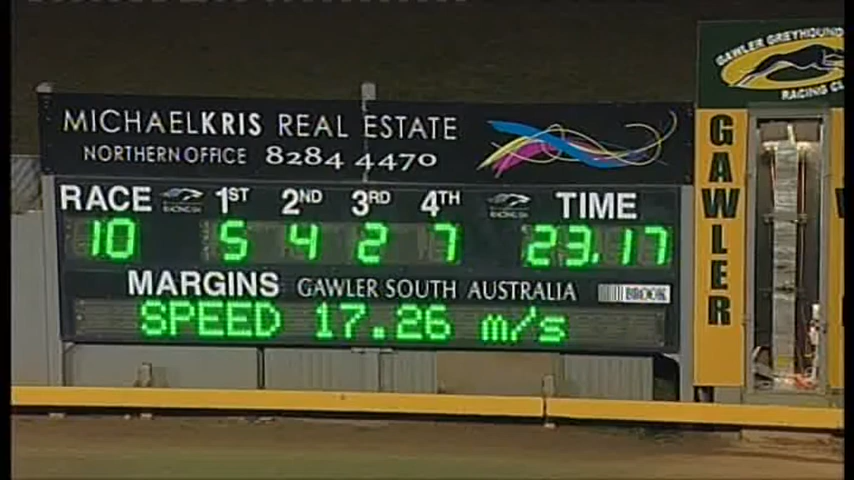 GAWLER GREYHOUND
RACING CL
GAWLER
MICHAELKRIS REAL ESTATE
NORTHERN OFFICE 8284 4470
RACE 1ST 2ND 3RD 4TH TIME
10 5 4 2 7 23.17
MARGINS GAWLER SOUTH AUSTRALIA BROOK
SPEED 17.26 m/s